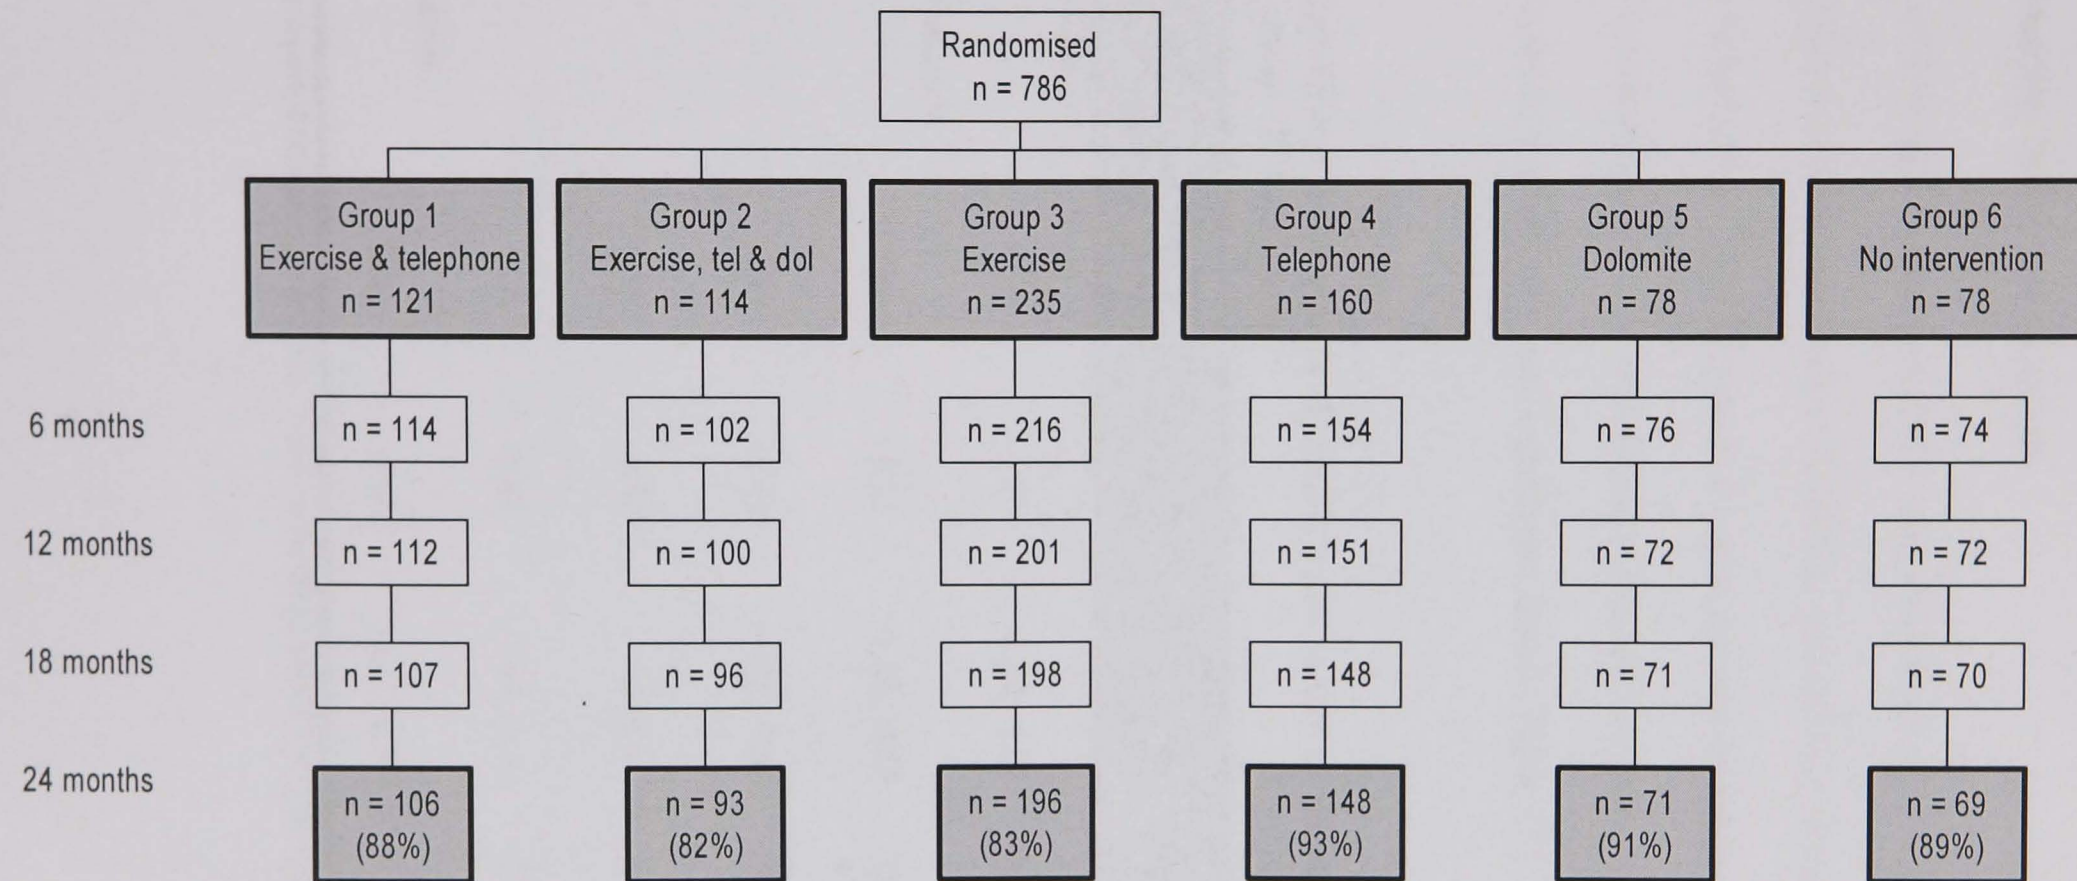 Randomised
n = 786
Group 1
Exercise & telephone
n = 121
Group 2
Exercise, tel & dol
n = 114
Group 3
Exercise
n = 235
Group 4
Telephone
n = 160
Group 5
Dolomite
n = 78
Group 6
No intervention
n = 78
6 months
n = 114
n = 102
n = 216
n = 154
n = 76
n = 74
12 months
n = 112
n = 100
n = 201
n = 151
n = 72
n = 72
18 months
n = 107
n = 96
n = 198
n = 148
n = 71
n = 70
24 months
n = 106
(88%)
n = 93
(82%)
n = 196
(83%)
n = 148
(93%)
n = 71
(91%)
n = 69
(89%)